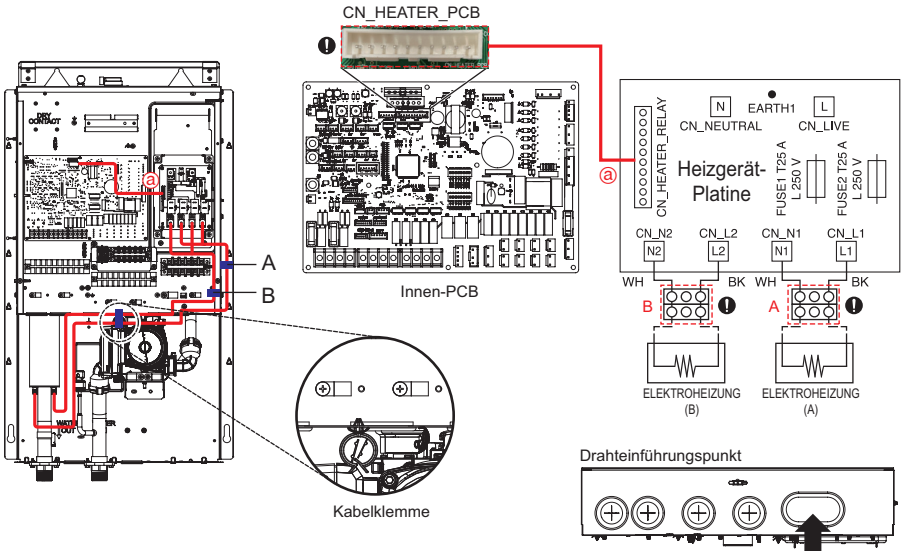 CN_HEATER_PCB
DRY
CONTACT
ⓐ
A
B
WATER
OUT
Innen-PCB
Kabelklemme
ⓐ
CN_HEATER_RELAY
N
CN_NEUTRAL
EARTH1
L
CN_LIVE
Heizgerät-
Platine
FUSE1 T25 A
L 250 V
FUSE2 T25 A
L 250 V
CN_N2
CN_L2
CN_N1
CN_L1
N2
L2
N1
L1
WH
BK
WH
BK
B
A
ELEKTROHEIZUNG
(B)
ELEKTROHEIZUNG
(A)
Drahteinführungspunkt